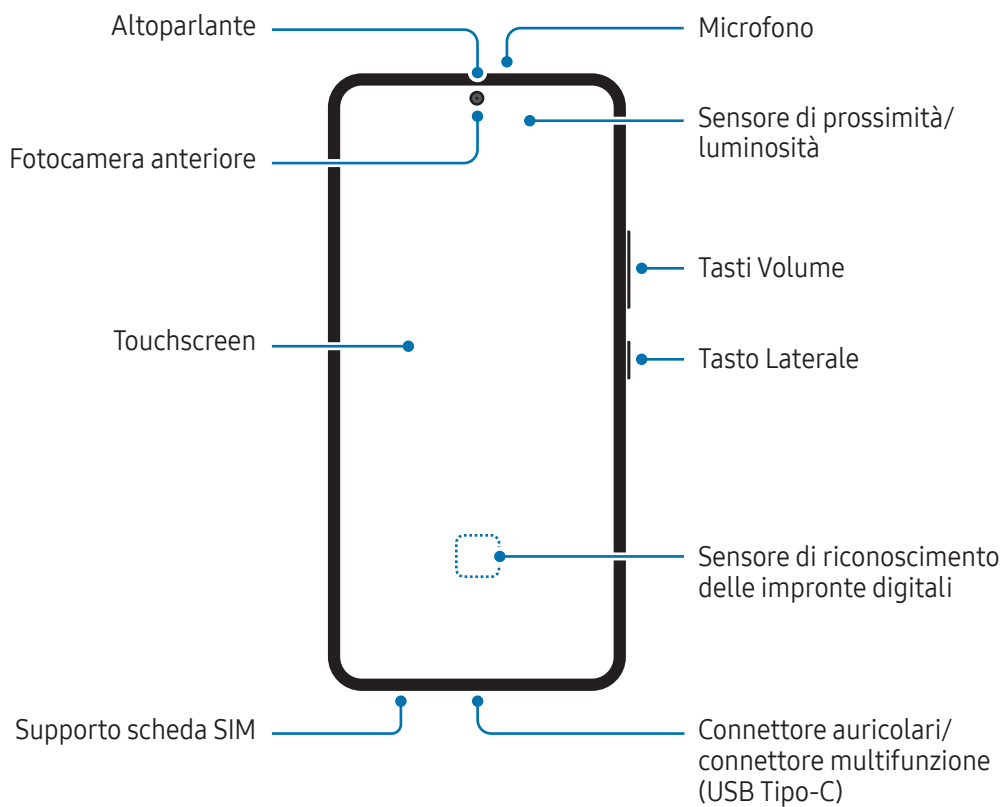 Altoparlante
Microfono
Fotocamera anteriore
Sensore di prossimità/
luminosità
Tasti Volume
Touchscreen
Tasto Laterale
Sensore di riconoscimento
delle impronte digitali
Supporto scheda SIM
Connettore auricolari/
connettore multifunzione
(USB Tipo-C)